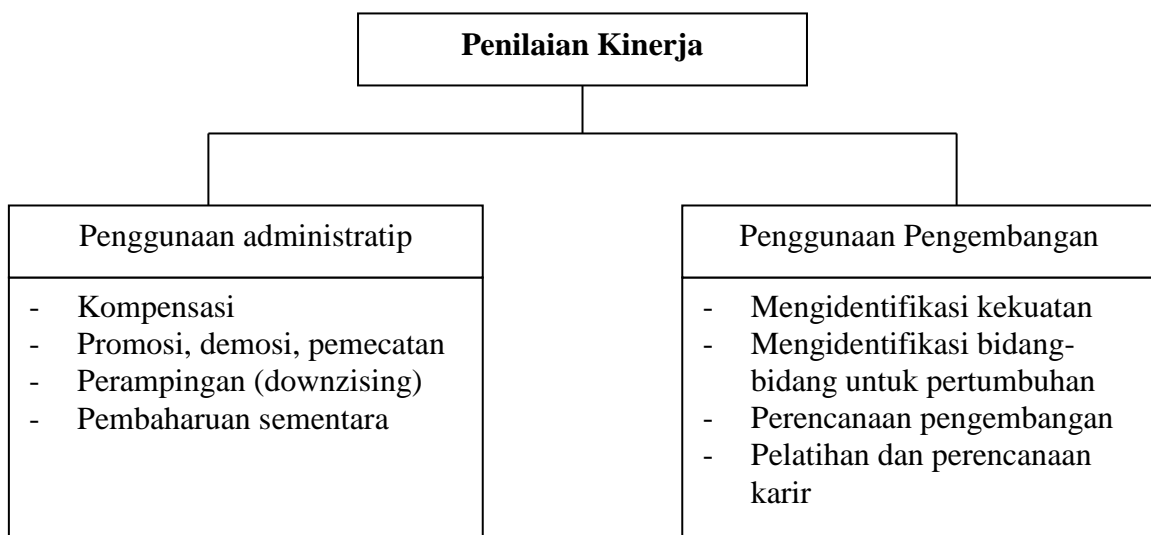 Penilaian Kinerja
Penggunaan administratip
- Kompensasi
- Promosi, demosi, pemecatan
- Perampingan (downzising)
- Pembaharuan sementara
Penggunaan Pengembangan
- Mengidentifikasi kekuatan
- Mengidentifikasi bidang-
bidang untuk pertumbuhan
- Perencanaan pengembangan
- Pelatihan dan perencanaan
karir